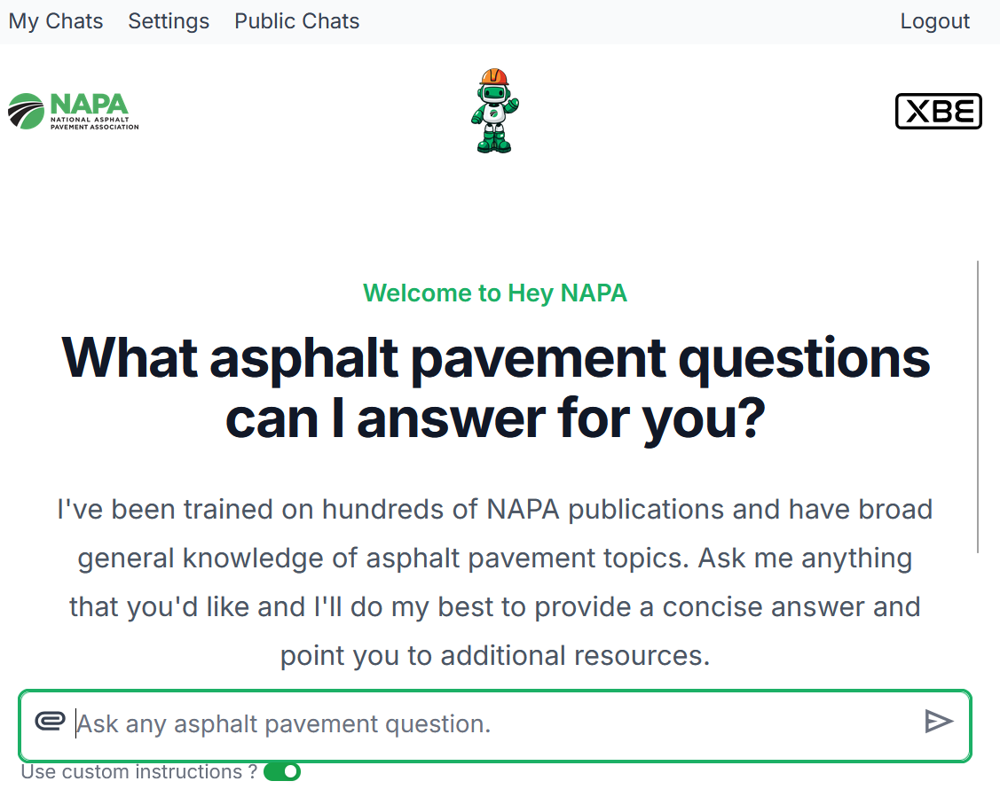 My Chats Settings Public Chats Logout
NAPA
NATIONAL ASPHALT
PAVEMENT ASSOCIATION
XBE
Welcome to Hey NAPA
What asphalt pavement questions
can I answer for you?
I've been trained on hundreds of NAPA publications and have broad
general knowledge of asphalt pavement topics. Ask me anything
that you'd like and I'll do my best to provide a concise answer and
point you to additional resources.
Ask any asphalt pavement question.
Use custom instructions ?